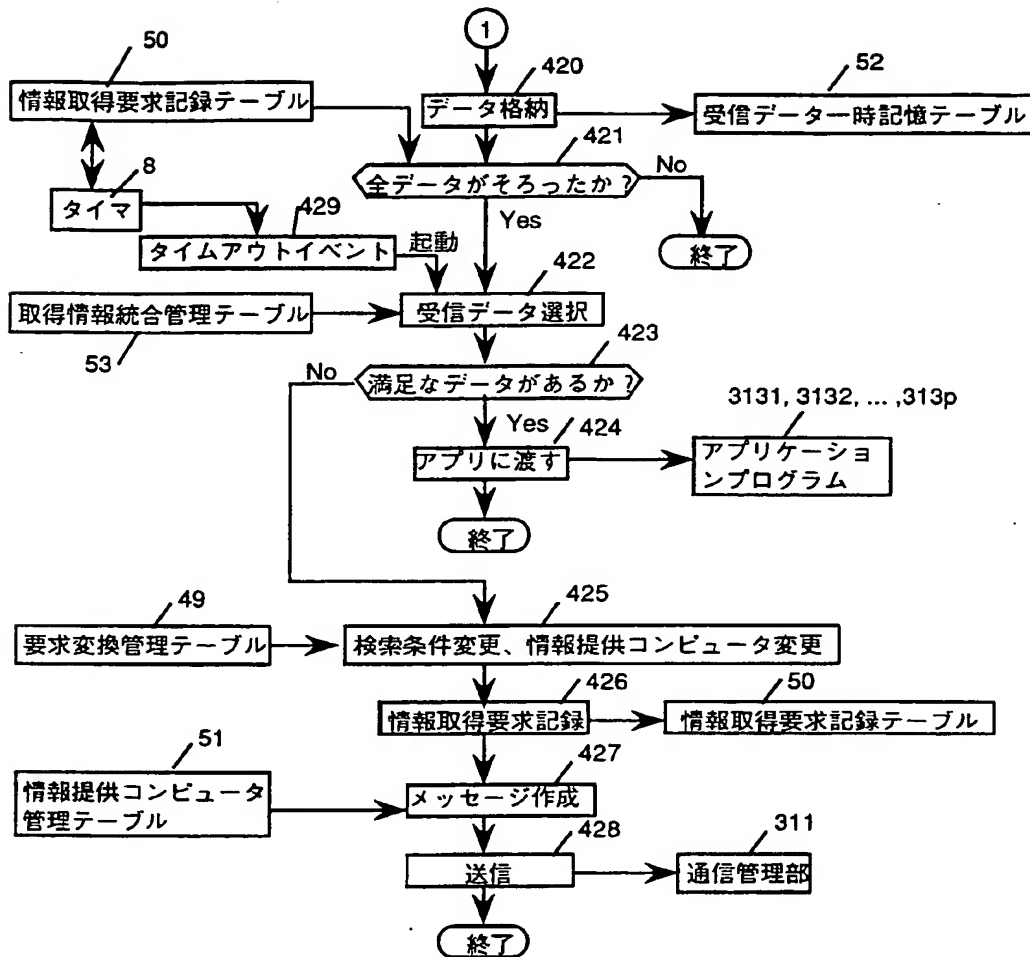 1
50
420
52
情報取得要求記録テーブル
データ格納
受信データ一時記憶テーブル
421
全データがそろったか?
No
8
タイマ
429
Yes
終了
タイムアウトイベント
起動
422
取得情報統合管理テーブル
受信データ選択
53
423
No
満足なデータがあるか?
3131, 3132, ... ,313p
Yes
424
アプリに渡す
アプリケーショ
ンプログラム
終了
49
425
要求変換管理テーブル
検索条件変更、情報提供コンピュータ変更
426
50
情報取得要求記録
情報取得要求記録テーブル
51
427
情報提供コンピュータ
管理テーブル
メッセージ作成
428
311
送信
通信管理部
終了